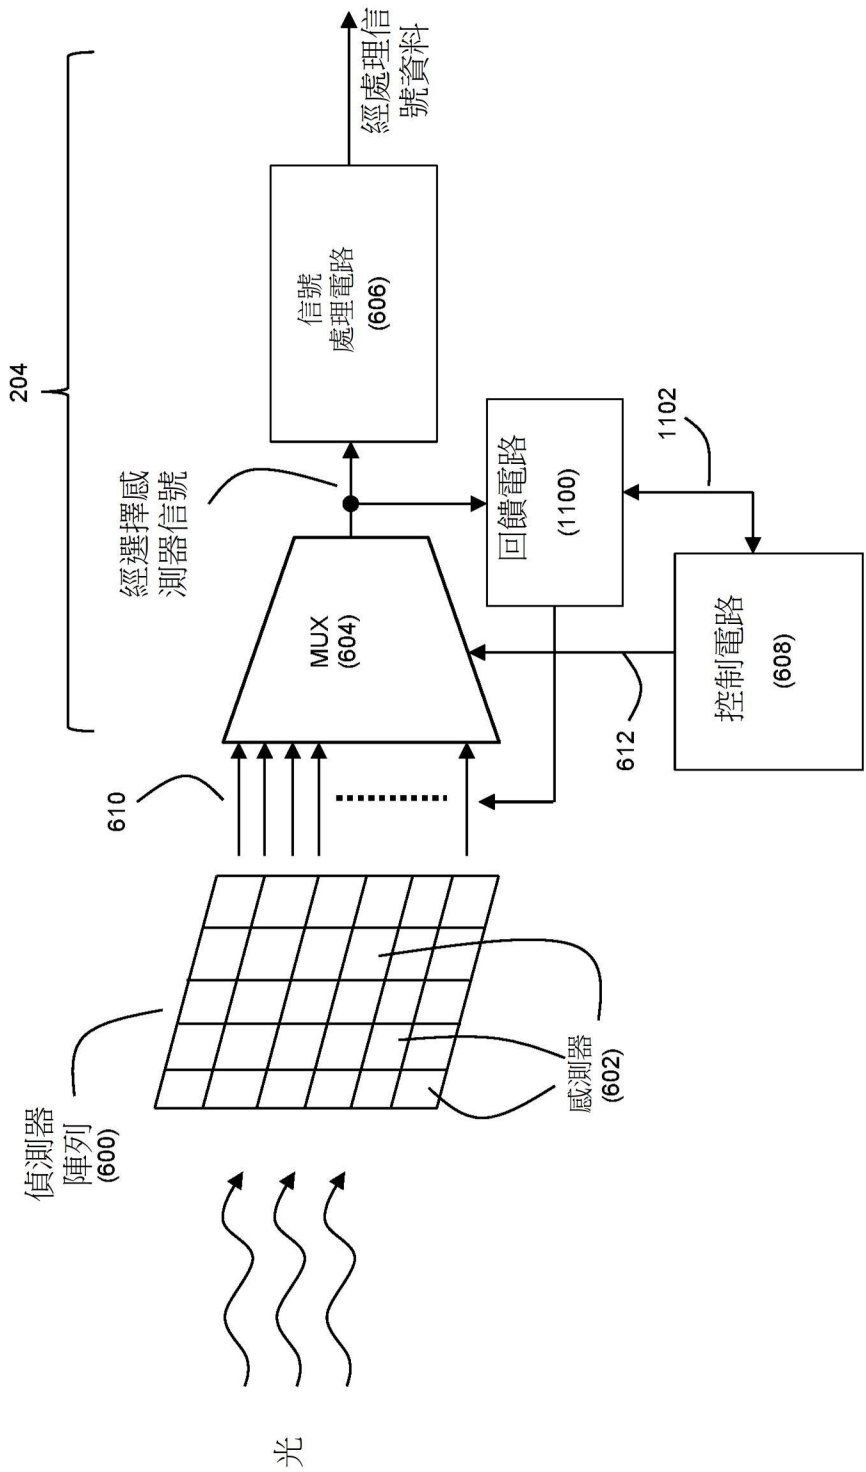 204
光
偵測器
陣列
(600)
感測器
(602)
610
MUX
(604)
經選擇感
測器信號
信號
處理電路
(606)
經處理信
號資料
回饋電路
(1100)
1102
612
控制電路
(608)